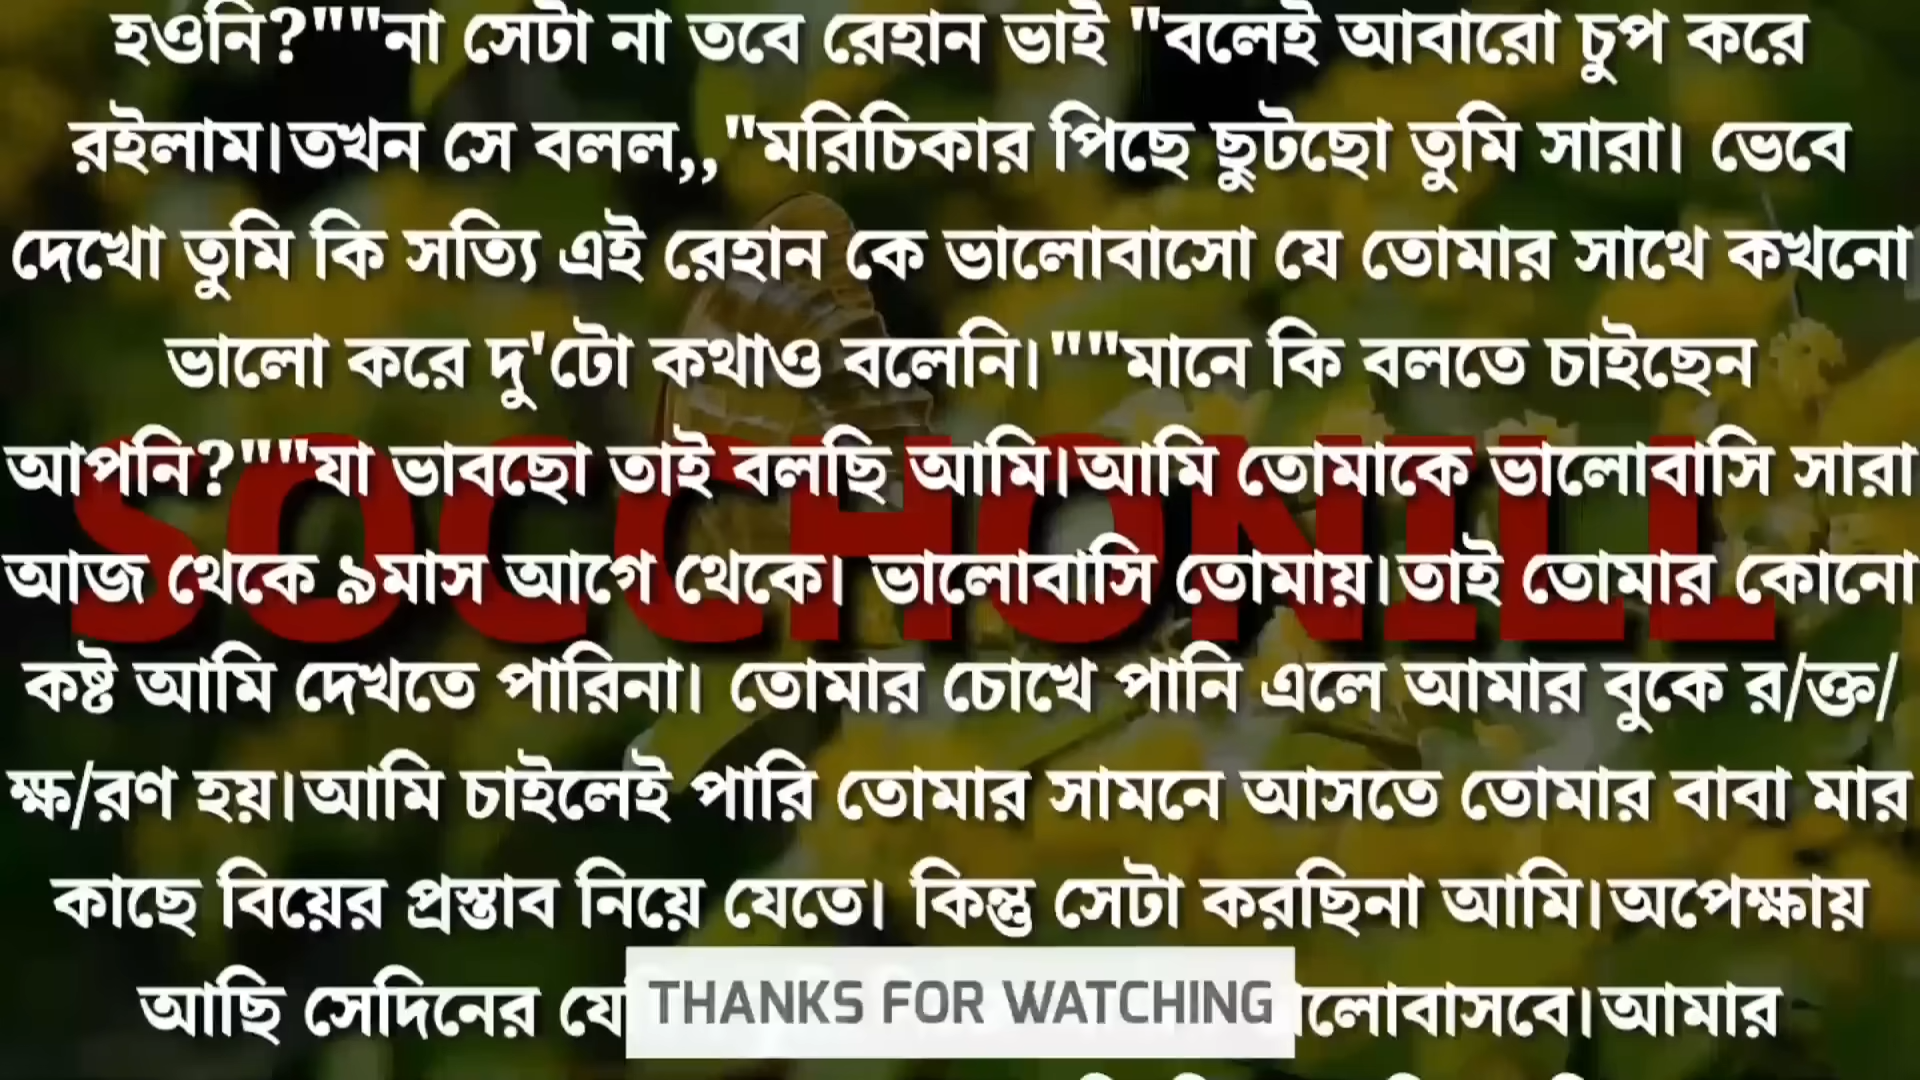 হওনি?""না সেটা না তবে রেহান ভাই "বলেই আবারো চুপ করে
রইলাম।তখন সে বলল,,"মরিচিকার পিছে ছুটছো তুমি সারা। ভেবে
দেখো তুমি কি সত্যি এই রেহান কে ভালোবাসো যে তোমার সাথে কখনো
ভালো করে দু'টো কথাও বলেনি।""মানে কি বলতে চাইছেন
আপনি?""যা ভাবছো তাই বলছি আমি।আমি তোমাকে ভালোবাসি সারা
SOCCHONILL
আজ থেকে ৯মাস আগে থেকে। ভালোবাসি তোমায়।তাই তোমার কোনো
কষ্ট আমি দেখতে পারিনা। তোমার চোখে পানি এলে আমার বুকে র/ক্ত/
ক্ষ/রণ হয়।আমি চাইলেই পারি তোমার সামনে আসতে তোমার বাবা মার
কাছে বিয়ের প্রস্তাব নিয়ে যেতে। কিন্তু সেটা করছিনা আমি।অপেক্ষায়
আছি সেদিনের যে লোবাসবে।আমার
THANKS FOR WATCHING